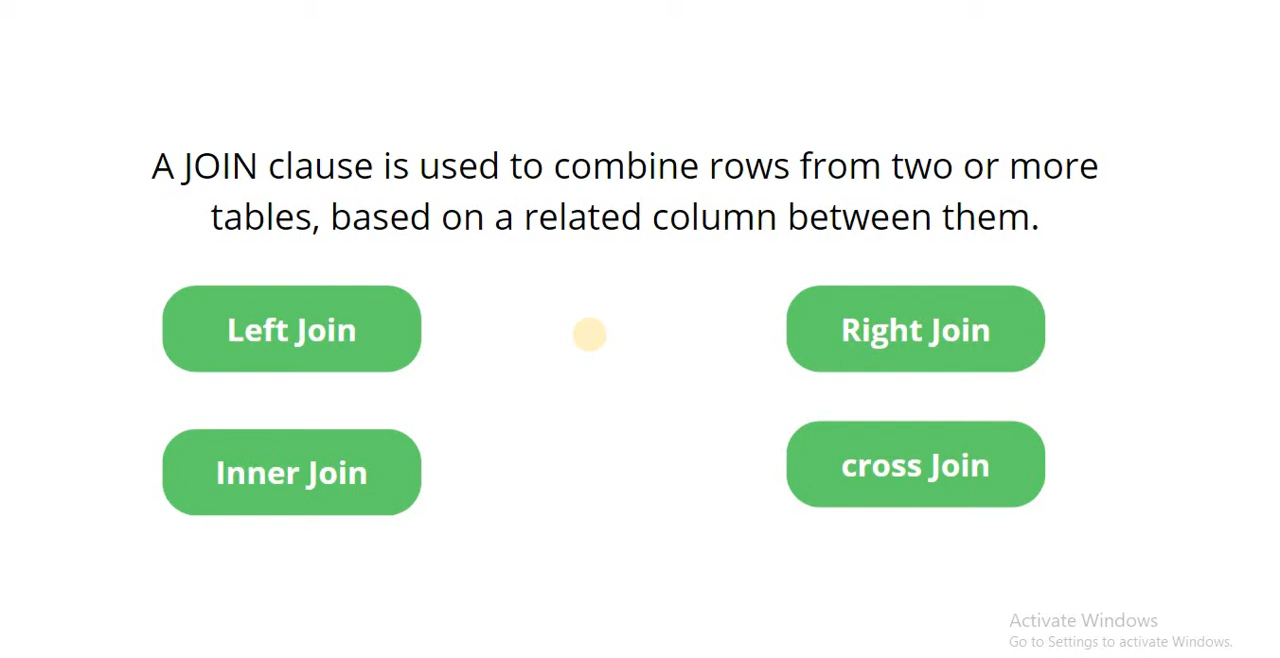 A JOIN clause is used to combine rows from two or more
tables, based on a related column between them.
Left Join
Right Join
Inner Join
cross Join
Activate Windows
Go to Settings to activate Windows.